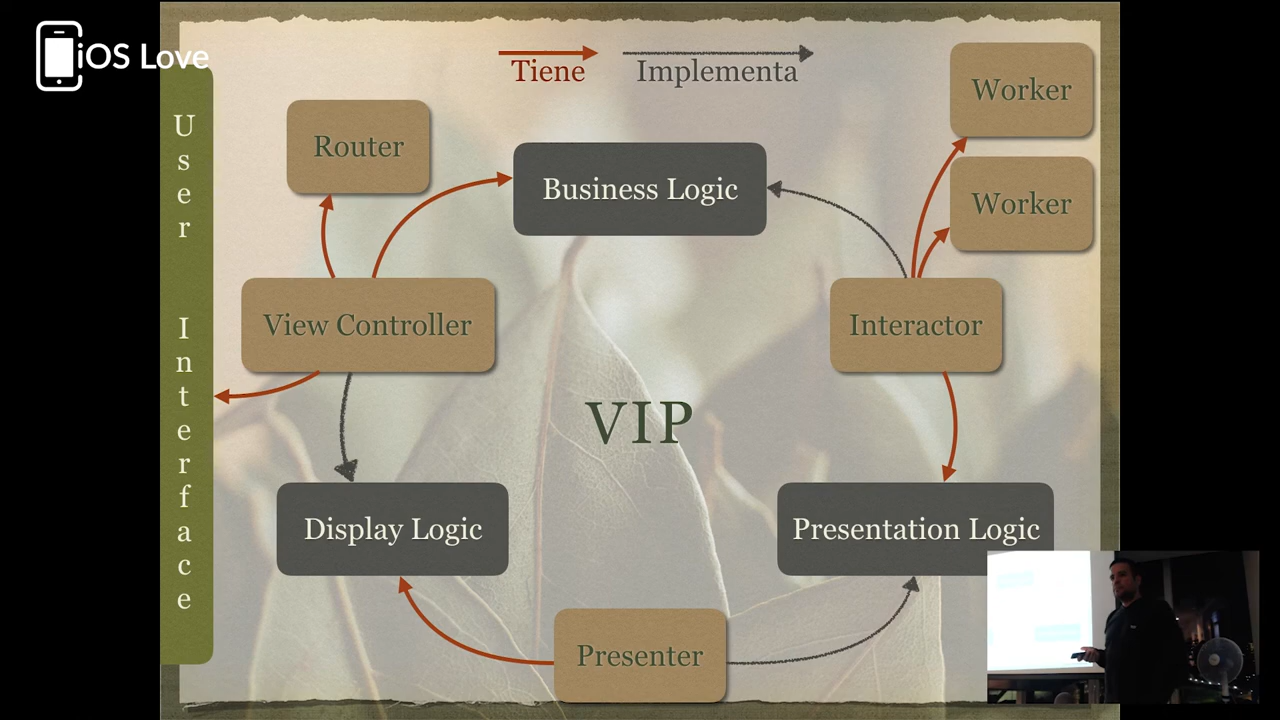 iOS Love
Tiene
Implementa
Worker
Router
Business Logic
Worker
View Controller
Interactor
User Interface
VIP
Display Logic
Presentation Logic
Presenter